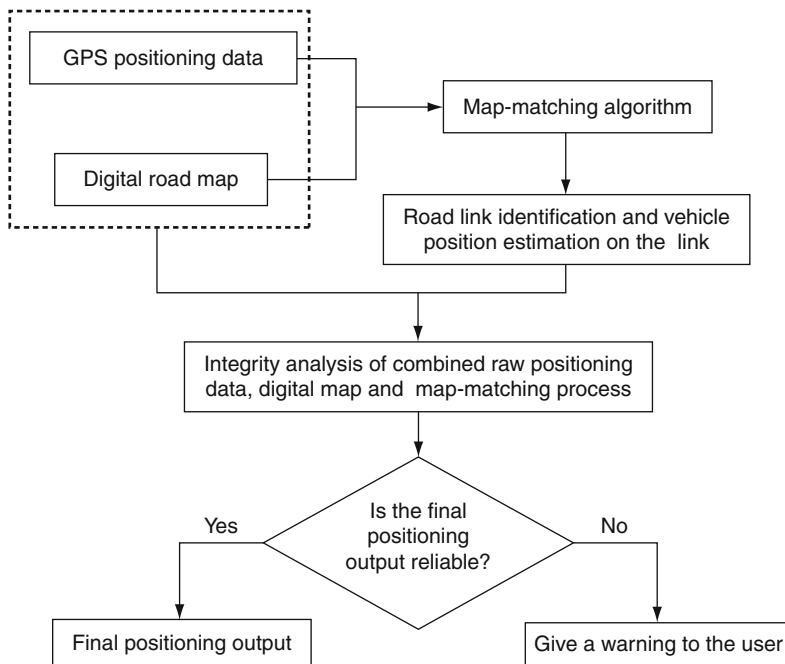 GPS positioning data
Digital road map
Map-matching algorithm
Road link identification and vehicle
position estimation on the link
Integrity analysis of combined raw positioning
data, digital map and map-matching process
Is the final
positioning
output reliable?
Yes
No
Final positioning output
Give a warning to the user